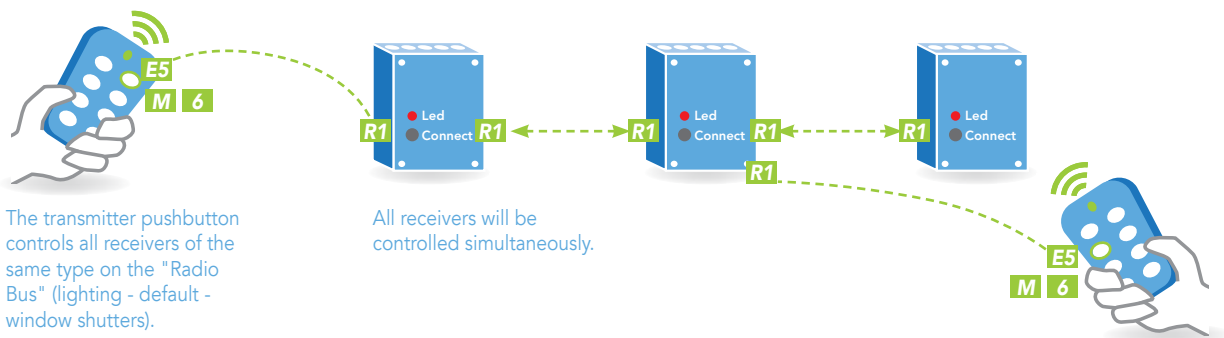 E5
M 6
Led
Connect
R1
R1
Led
Connect
R1
R1
R1
Led
Connect
R1
The transmitter pushbutton
controls all receivers of the
same type on the "Radio
Bus" (lighting - default -
window shutters).
All receivers will be
controlled simultaneously.
E5
M 6